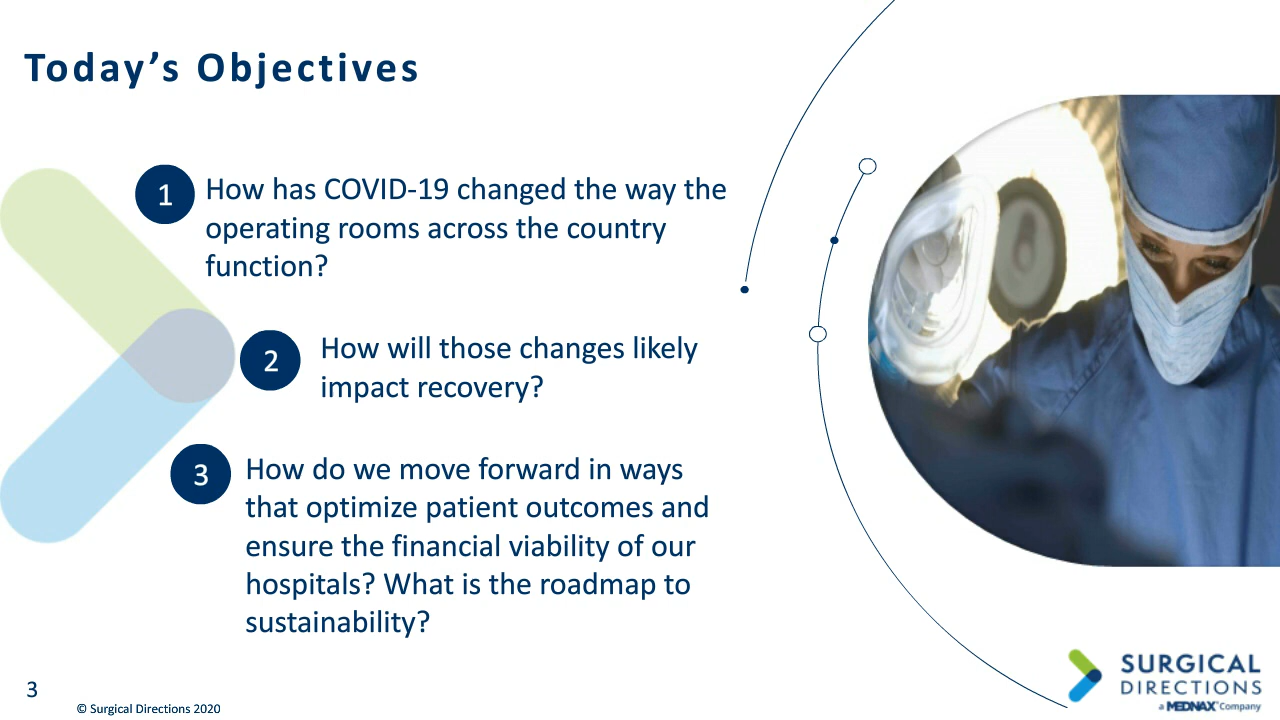 Today’s Objectives
1
How has COVID-19 changed the way the
operating rooms across the country
function?
2
How will those changes likely
impact recovery?
3
How do we move forward in ways
that optimize patient outcomes and
ensure the financial viability of our
hospitals? What is the roadmap to
sustainability?
3
© Surgical Directions 2020
SURGICAL
DIRECTIONS
a MEDNAX™ Company